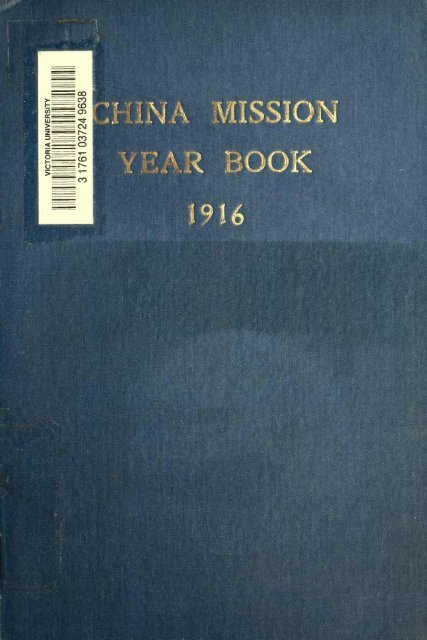 CHINA MISSION
YEAR BOOK
1916
VICTORIA UNIVERSITY
3 1761 03724 9638